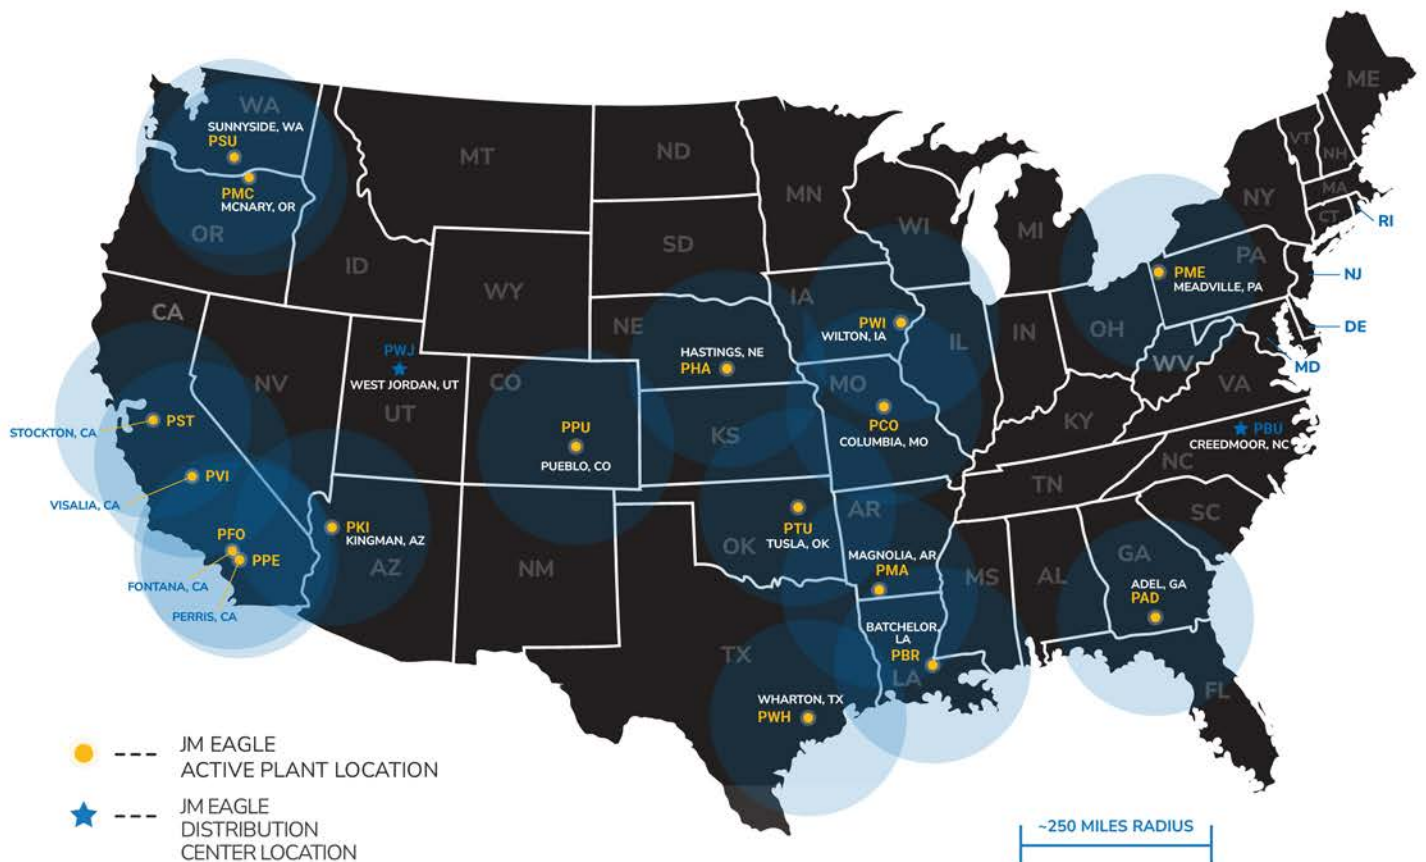 ME
WA
SUNNYSIDE, WA
PSU
PMC
MCNARY, OR
OR
MT
ND
MN
VT
NH
MA
CT
RI
NY
WI
MI
SD
ID
WY
PA
PME
MEADVILLE, PA
NJ
CA
NE
IA
PWI
WILTON, IA
IL
IN
OH
DE
WV
MD
PWJ
WEST JORDAN, UT
UT
NV
CO
HASTINGS, NE
PHA
MO
PCO
COLUMBIA, MO
KY
VA
PBU
CREEDMOOR, NC
NC
STOCKTON, CA
PST
PPU
PUEBLO, CO
KS
TN
SC
VISALIA, CA
PVI
PKI
KINGMAN, AZ
AZ
NM
OK
PTU
TUSLA, OK
AR
MAGNOLIA, AR
PMA
MS
AL
GA
ADEL, GA
PAD
PFO
PPE
FONTANA, CA
PERRIS, CA
TX
BATCHELOR,
LA
PBR
LA
WHARTON, TX
PWH
FL
JM EAGLE
ACTIVE PLANT LOCATION
JM EAGLE
DISTRIBUTION
CENTER LOCATION
~250 MILES RADIUS